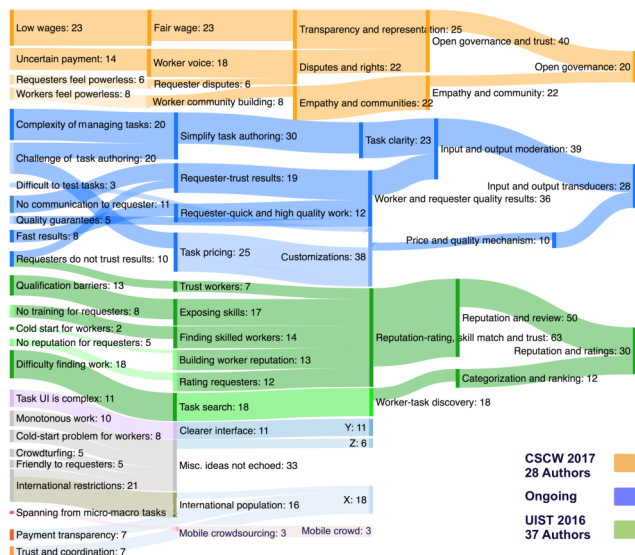 Low wages: 23
Fair wage: 23
Transparency and representation: 25
Open governance and trust: 40
Uncertain payment: 14
Worker voice: 18
Disputes and rights: 22
Open governance: 20
Requesters feel powerless: 6
Requester disputes: 6
Workers feel powerless: 8
Worker community building: 8
Empathy and communities: 22
Empathy and community: 22
Complexity of managing tasks: 20
Simplify task authoring: 30
Task clarity: 23
Input and output moderation: 39
Challenge of task authoring: 20
Requester-trust results: 19
Difficult to test tasks: 3
Input and output transducers: 28
Worker and requester quality results: 36
No communication to requester: 11
Requester-quick and high quality work: 12
Quality guarantees: 5
Fast results: 8
Price and quality mechanism: 10
Requesters do not trust results: 10
Task pricing: 25
Customizations: 38
Qualification barriers: 13
Trust workers: 7
No training for requesters: 8
Exposing skills: 17
Reputation and review: 50
Cold start for workers: 2
Finding skilled workers: 14
Reputation-rating, skill match and trust: 63
No reputation for requesters: 5
Reputation and ratings: 30
Difficulty finding work: 18
Building worker reputation: 13
Rating requesters: 12
Categorization and ranking: 12
Task UI is complex: 11
Task search: 18
Worker-task discovery: 18
Monotonous work: 10
Clearer interface: 11
Y: 11
Cold-start problem for workers: 8
Z: 6
Crowdturfing: 5
Friendly to requesters: 5
Misc. ideas not echoed: 33
CSCW 2017
28 Authors
International restrictions: 21
International population: 16
X: 18
Ongoing
Spanning from micro-macro tasks
Payment transparency: 7
Mobile crowdsourcing: 3
Mobile crowd: 3
UIST 2016
37 Authors
Trust and coordination: 7